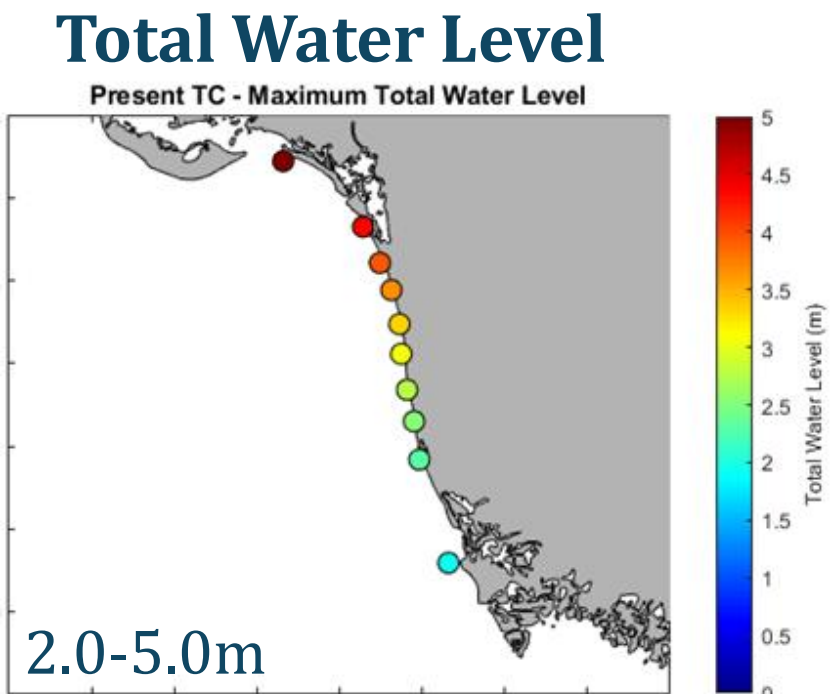 Total Water Level
Present TC - Maximum Total Water Level
5
4.5
4
3.5
3
2.5
2
1.5
1
0.5
0
Total Water Level (m)
2.0-5.0m